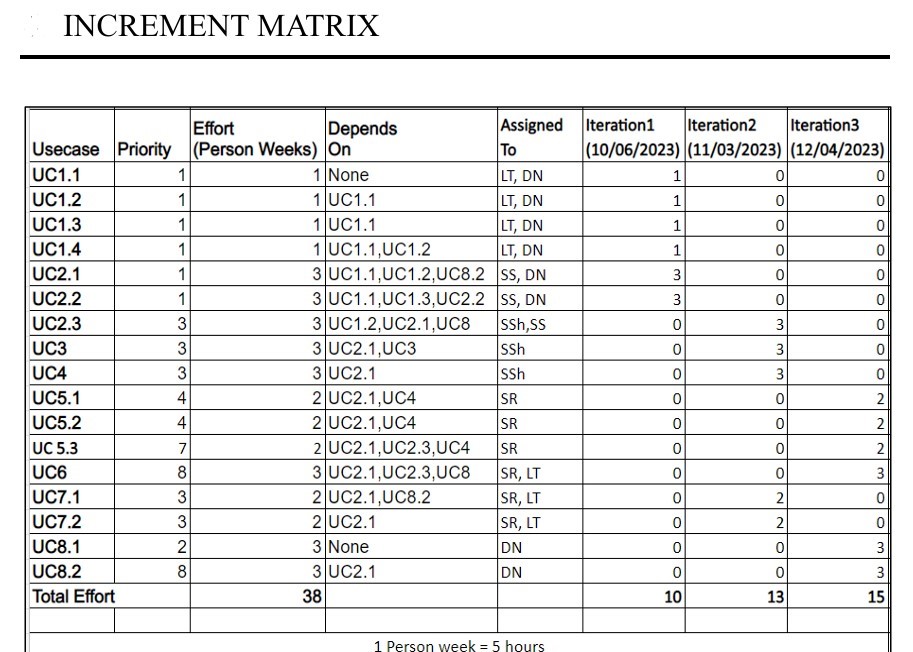 INCREMENT MATRIX
Usecase Priority Effort (Person Weeks) Depends On Assigned To Iteration1 (10/06/2023) Iteration2 (11/03/2023) Iteration3 (12/04/2023)
UC1.1 1 1 None LT, DN 1 0 0
UC1.2 1 1 UC1.1 LT, DN 1 0 0
UC1.3 1 1 UC1.1 LT, DN 1 0 0
UC1.4 1 1 UC1.1,UC1.2 LT, DN 1 0 0
UC2.1 1 3 UC1.1,UC1.2,UC8.2 SS, DN 3 0 0
UC2.2 1 3 UC1.1,UC1.3,UC2.2 SS, DN 3 0 0
UC2.3 3 3 UC1.2,UC2.1,UC8 SSh,SS 0 3 0
UC3 3 3 UC2.1,UC3 SSh 0 3 0
UC4 3 3 UC2.1 SSh 0 3 0
UC5.1 4 2 UC2.1,UC4 SR 0 0 2
UC5.2 4 2 UC2.1,UC4 SR 0 0 2
UC 5.3 7 2 UC2.1,UC2.3,UC4 SR 0 0 2
UC6 8 3 UC2.1,UC2.3,UC8 SR, LT 0 0 3
UC7.1 3 2 UC2.1,UC8.2 SR, LT 0 2 0
UC7.2 3 2 UC2.1 SR, LT 0 2 0
UC8.1 2 3 None DN 0 0 3
UC8.2 8 3 UC2.1 DN 0 0 3
Total Effort 38 10 13 15
1 Person week = 5 hours